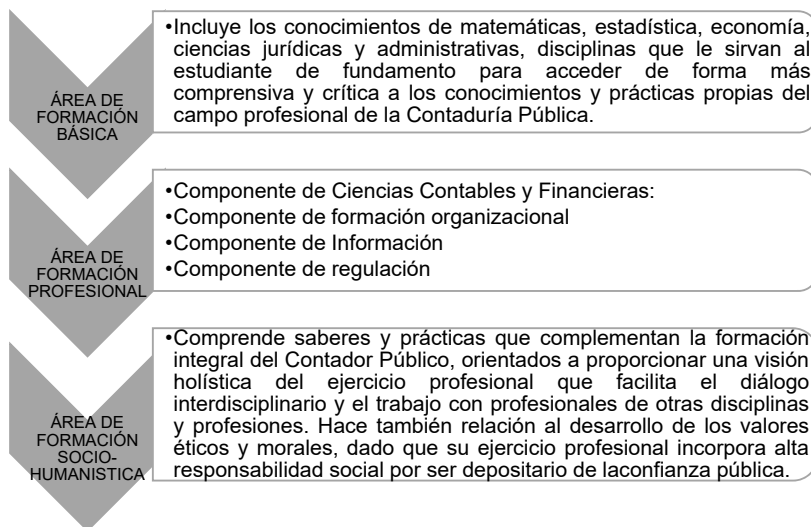 ÁREA DE
FORMACIÓN
BÁSICA
•Incluye los conocimientos de matemáticas, estadística, economía,
ciencias jurídicas y administrativas, disciplinas que le sirvan al
estudiante de fundamento para acceder de forma más
comprensiva y crítica a los conocimientos y prácticas propias del
campo profesional de la Contaduría Pública.
ÁREA DE
FORMACIÓN
PROFESIONAL
•Componente de Ciencias Contables y Financieras:
•Componente de formación organizacional
•Componente de Información
•Componente de regulación
ÁREA DE
FORMACIÓN
SOCIO-
HUMANISTICA
•Comprende saberes y prácticas que complementan la formación
integral del Contador Público, orientados a proporcionar una visión
holística del ejercicio profesional que facilita el diálogo
interdisciplinario y el trabajo con profesionales de otras disciplinas
y profesiones. Hace también relación al desarrollo de los valores
éticos y morales, dado que su ejercicio profesional incorpora alta
responsabilidad social por ser depositario de laconfianza pública.